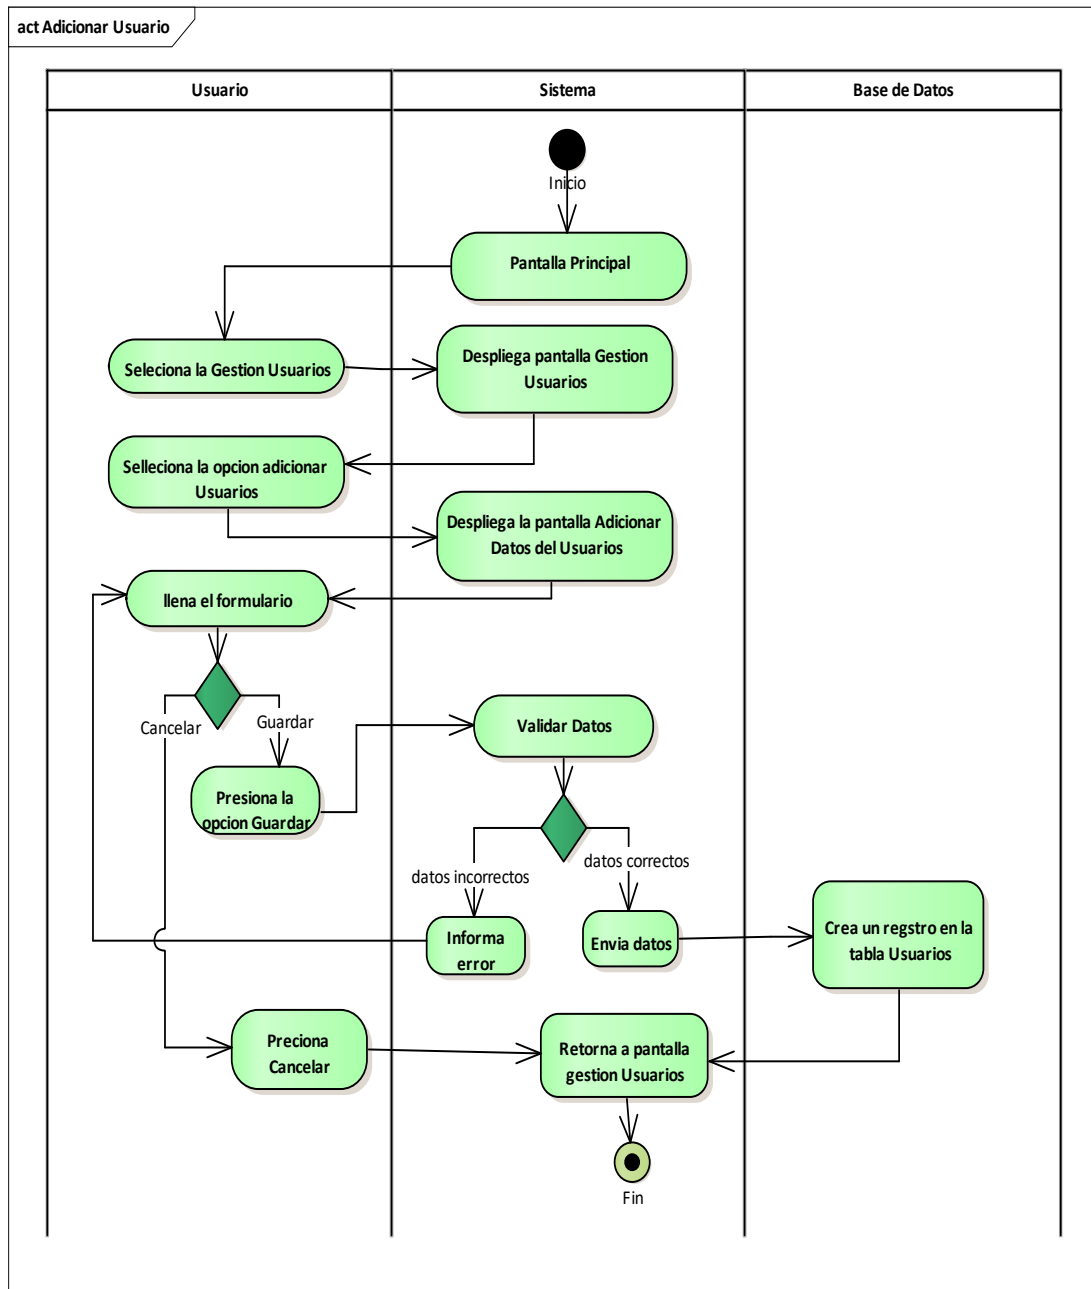 act Adicionar Usuario
Usuario
Sistema
Base de Datos
Inicio
Pantalla Principal
Seleciona la Gestion Usuarios
Despliega pantalla Gestion
Usuarios
Selleciona la opcion adicionar
Usuarios
Despliega la pantalla Adicionar
Datos del Usuarios
llena el formulario
Cancelar
Guardar
Validar Datos
Presiona la
opcion Guardar
datos incorrectos
datos correctos
Informa
error
Envia datos
Crea un regstro en la
tabla Usuarios
Preciona
Cancelar
Retorna a pantalla
gestion Usuarios
Fin